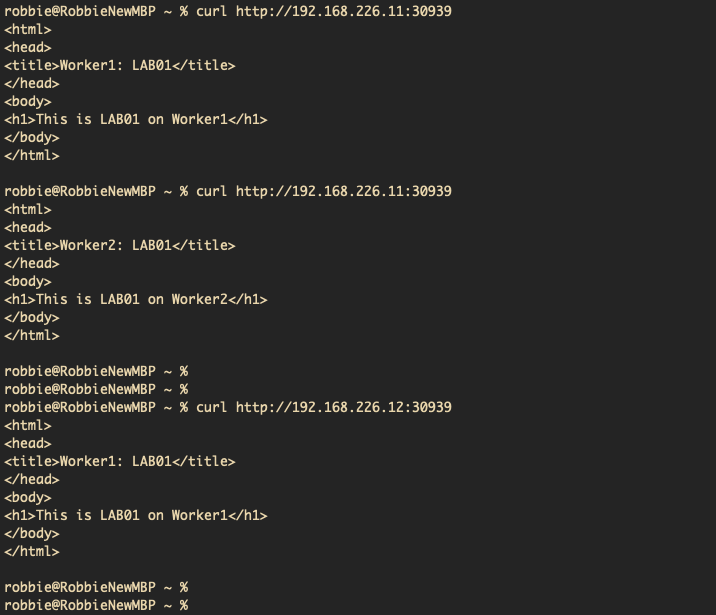 robbie@RobbieNewMBP ~ % curl http://192.168.226.11:30939
<html>
<head>
<title>Worker1: LAB01</title>
</head>
<body>
<h1>This is LAB01 on Worker1</h1>
</body>
</html>
robbie@RobbieNewMBP ~ % curl http://192.168.226.11:30939
<html>
<head>
<title>Worker2: LAB01</title>
</head>
<body>
<h1>This is LAB01 on Worker2</h1>
</body>
</html>
robbie@RobbieNewMBP ~ %
robbie@RobbieNewMBP ~ %
robbie@RobbieNewMBP ~ % curl http://192.168.226.12:30939
<html>
<head>
<title>Worker1: LAB01</title>
</head>
<body>
<h1>This is LAB01 on Worker1</h1>
</body>
</html>
robbie@RobbieNewMBP ~ %
robbie@RobbieNewMBP ~ %